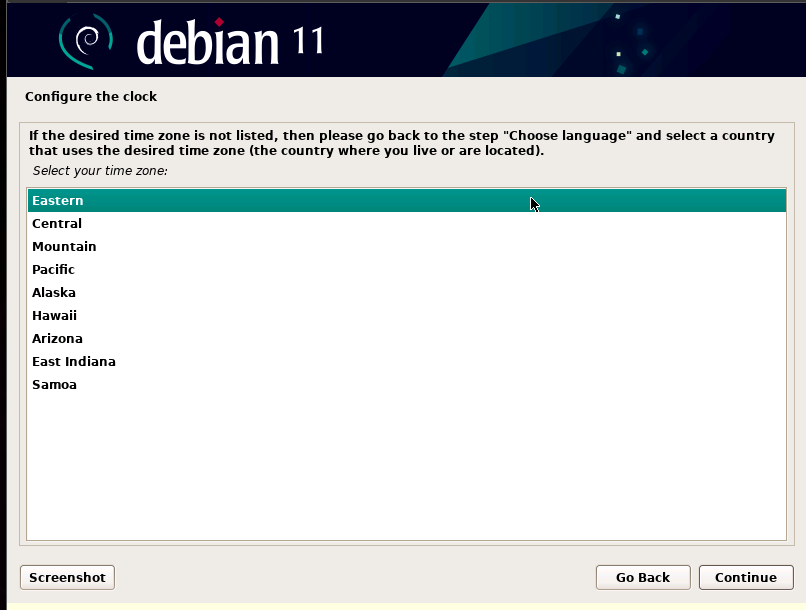 debian 11
Configure the clock
If the desired time zone is not listed, then please go back to the step "Choose language" and select a country
that uses the desired time zone (the country where you live or are located).
Select your time zone:
Eastern
Central
Mountain
Pacific
Alaska
Hawaii
Arizona
East Indiana
Samoa
Screenshot
Go Back
Continue